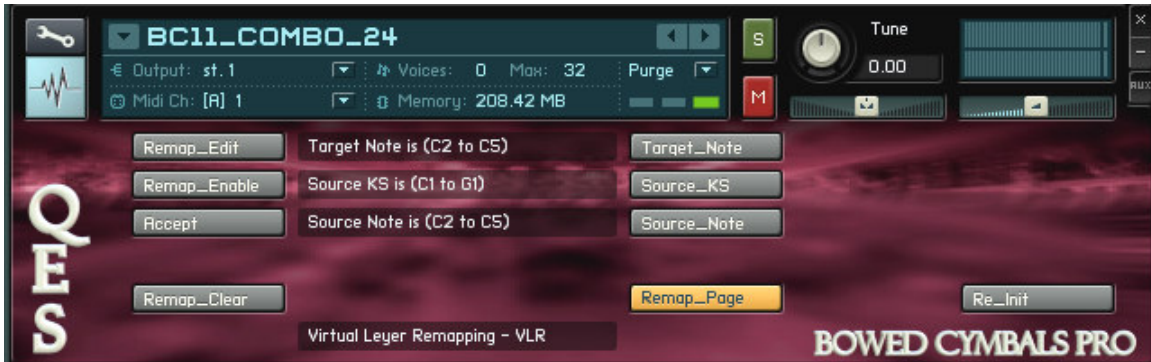 BC11_COMBO_24
S
Tune
Output: st. 1
Voices: 0 Max: 32
Purge
0.00
Midi Ch: [A] 1
Memory: 208.42 MB
M
AUX
Remap_Edit
Target Note is (C2 to C5)
Target_Note
Remap_Enable
Source KS is (C1 to G1)
Source_KS
Accept
Source Note is (C2 to C5)
Source_Note
QES
Remap_Clear
Remap_Page
Re_Init
Virtual Leyer Remapping - VLR
BOWED CYMBALS PRO